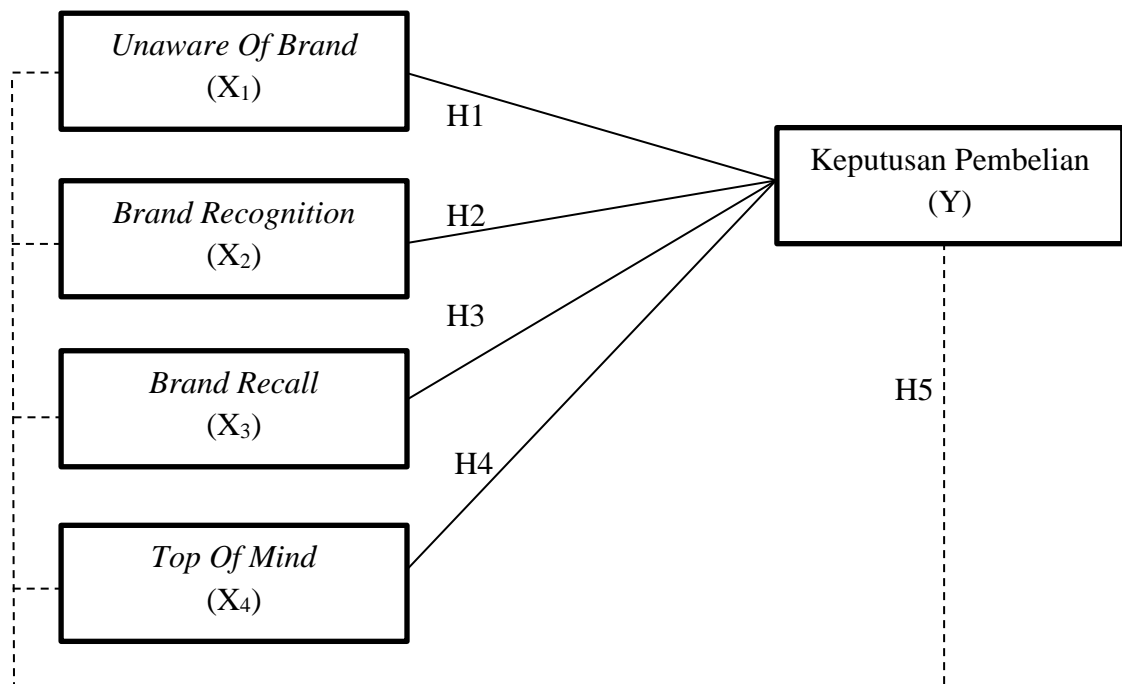 Unaware Of Brand
(X₁)
H1
Keputusan Pembelian
(Y)
Brand Recognition
(X₂)
H2
H3
Brand Recall
(X₃)
H5
H4
Top Of Mind
(X₄)